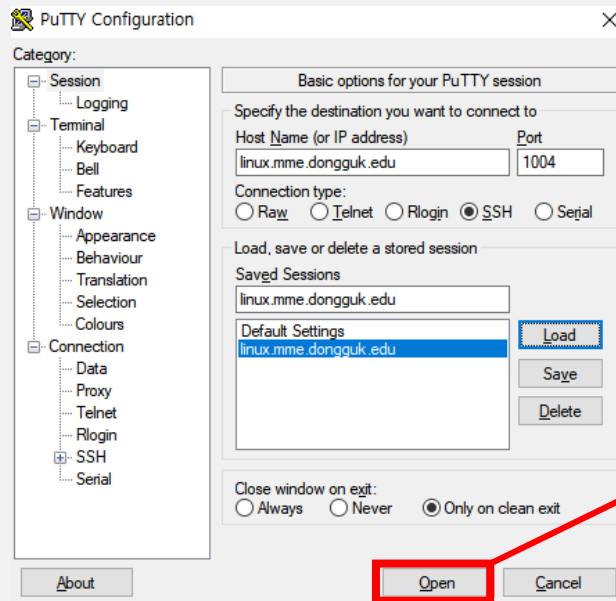 PuTTY Configuration
Category:
Session
Logging
Terminal
Keyboard
Bell
Features
Window
Appearance
Behaviour
Translation
Selection
Colours
Connection
Data
Proxy
Telnet
Rlogin
SSH
Serial
Basic options for your PuTTY session
Specify the destination you want to connect to
Host Name (or IP address) Port
linux.mme.dongguk.edu 1004
Connection type:
Raw Telnet Rlogin SSH Serial
Load, save or delete a stored session
Saved Sessions
linux.mme.dongguk.edu
Default Settings
linux.mme.dongguk.edu
Load
Save
Delete
Close window on exit:
Always Never Only on clean exit
About Open Cancel